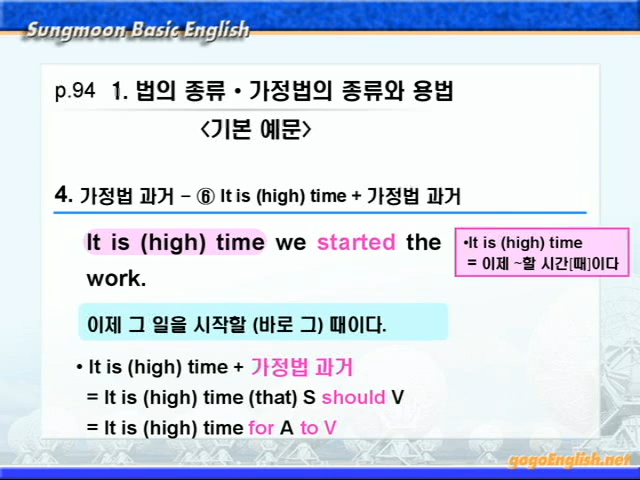 Sungmoon Basic English
p.94 1. 법의 종류 • 가정법의 종류와 용법
<기본 예문>
4. 가정법 과거 – ⑥ It is (high) time + 가정법 과거
It is (high) time we started the
work.
•It is (high) time
= 이제 ~할 시간[때]이다
이제 그 일을 시작할 (바로 그) 때이다.
• It is (high) time + 가정법 과거
= It is (high) time (that) S should V
= It is (high) time for A to V
gogoEnglish.net